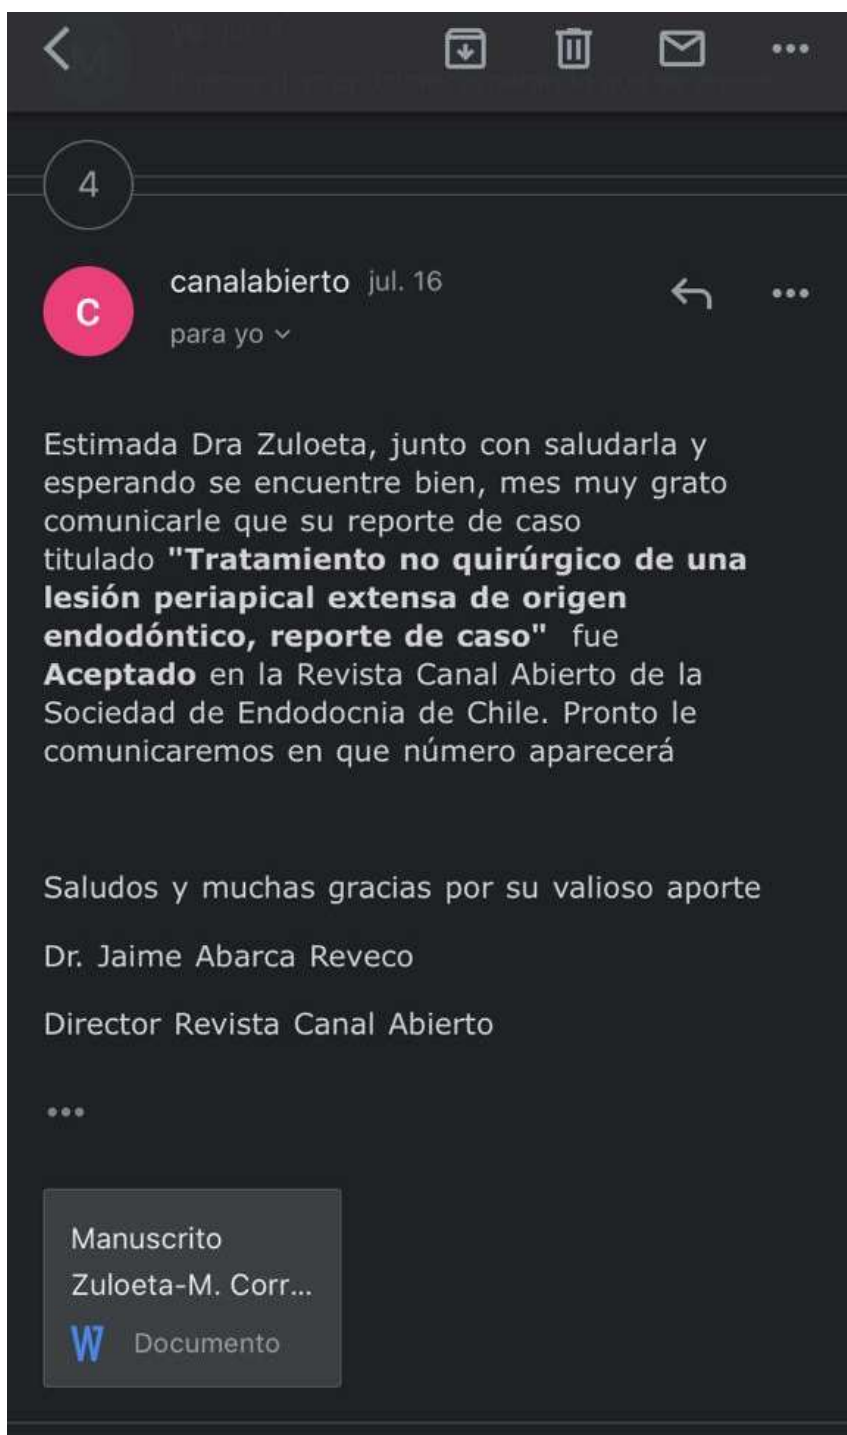 4
canalabierto jul. 16
C
para yo
Estimada Dra Zuloeta, junto con saludarla y
esperando se encuentre bien, mes muy grato
comunicarle que su reporte de caso
titulado "Tratamiento no quirúrgico de una
lesión periapical extensa de origen
endodóntico, reporte de caso" fue
Aceptado en la Revista Canal Abierto de la
Sociedad de Endodocnia de Chile. Pronto le
comunicaremos en que número aparecerá
Saludos y muchas gracias por su valioso aporte
Dr. Jaime Abarca Reveco
Director Revista Canal Abierto
Manuscrito
Zuloeta-M. Corr...
W Documento